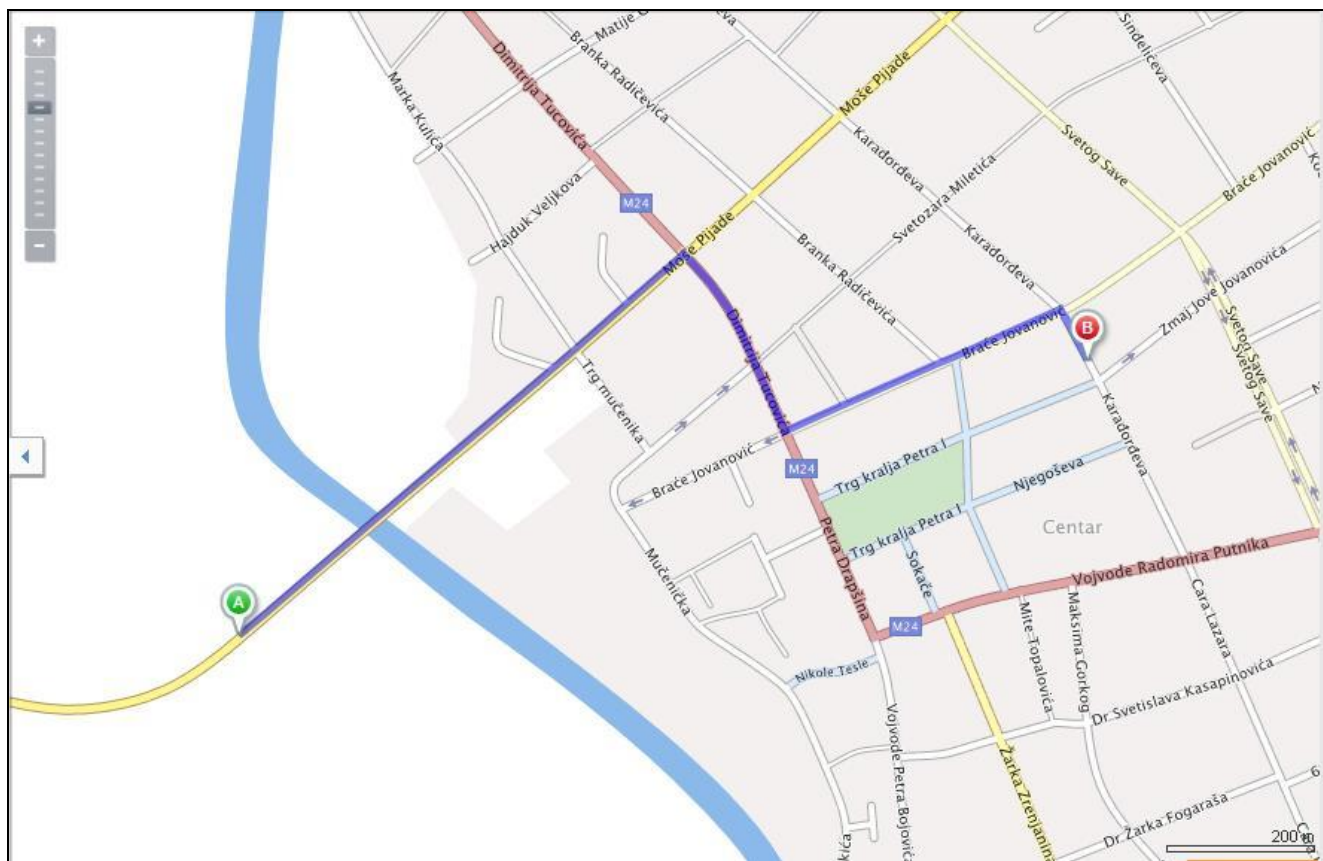 Matije
Branka Radičevića
Dimitrija Tucovića
Marka Kulića
Hajduk Veljkova
M24
Moše Pijade
Moše Pijade
Karađorđeva
Svetozara Miletića
Sinđelićeva
Svetog Save
Braće Jovanović
Karađorđeva
Branka Radičevića
Zmaj Jove Jovanovića
Dimitrija Tucovića
Braće Jovanović
B
Svetog Save
Svetog Save
Trg mučenika
Braće Jovanović
M24
Trg kralja Petra I
Njegoševa
Karađorđeva
Trg kralja Petra I
Centar
Petra Drapšina
Sokače
Vojvode Radomira Putnika
Mučenička
A
M24
Mite Topalovića
Maksima Gorkog
Cara Lazara
Nikole Tesle
Dr Svetislava Kasapinovića
Vojvode Petra Bojovića
Žarka Zrenjanina
Dr Žarka Fogaraša
200 m